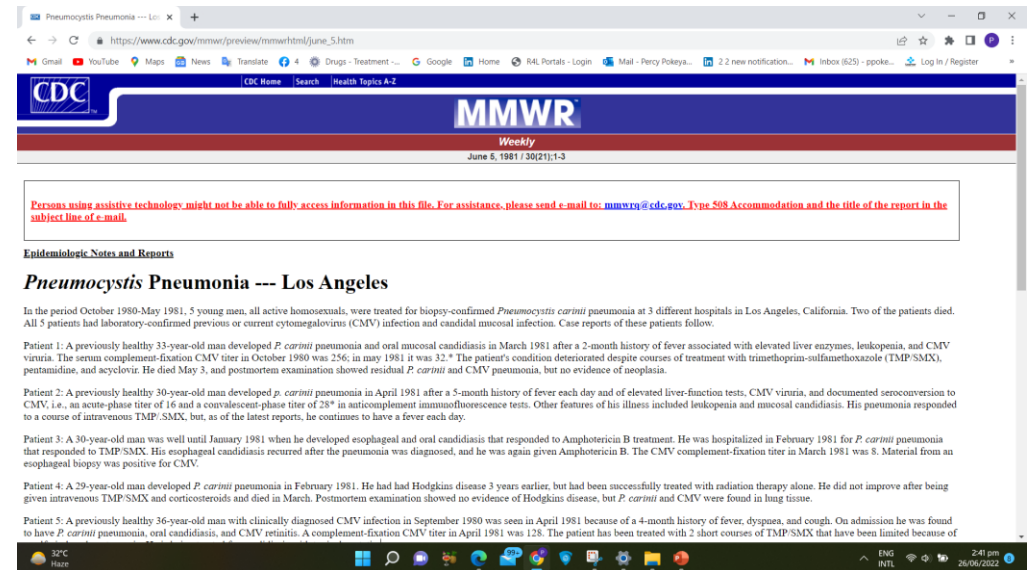 Pneumocystis Pneumonia --- Los
https://www.cdc.gov/mmwr/preview/mmwrhtml/june_5.htm
Gmail YouTube Maps News Translate 4 Drugs - Treatment -... Google Home R4L Portals - Login Mail - Percy Pokeya... 2 2 new notification... Inbox (625) - ppoke... Log In / Register »
CDC Home Search Health Topics A-Z
CDC
MMWR
Weekly
June 5, 1981 / 30(21);1-3
Persons using assistive technology might not be able to fully access information in this file. For assistance, please send e-mail to: mmwrq@cdc.gov. Type 508 Accommodation and the title of the report in the
subject line of e-mail.
Epidemiologic Notes and Reports
Pneumocystis Pneumonia --- Los Angeles
In the period October 1980-May 1981, 5 young men, all active homosexuals, were treated for biopsy-confirmed Pneumocystis carinii pneumonia at 3 different hospitals in Los Angeles, California. Two of the patients died.
All 5 patients had laboratory-confirmed previous or current cytomegalovirus (CMV) infection and candidal mucosal infection. Case reports of these patients follow.
Patient 1: A previously healthy 33-year-old man developed P. carinii pneumonia and oral mucosal candidiasis in March 1981 after a 2-month history of fever associated with elevated liver enzymes, leukopenia, and CMV
viruria. The serum complement-fixation CMV titer in October 1980 was 256; in may 1981 it was 32.* The patient's condition deteriorated despite courses of treatment with trimethoprim-sulfamethoxazole (TMP/SMX),
pentamidine, and acyclovir. He died May 3, and postmortem examination showed residual P. carinii and CMV pneumonia, but no evidence of neoplasia.
Patient 2: A previously healthy 30-year-old man developed p. carinii pneumonia in April 1981 after a 5-month history of fever each day and of elevated liver-function tests, CMV viruria, and documented seroconversion to
CMV, i.e., an acute-phase titer of 16 and a convalescent-phase titer of 28* in anticomplement immunofluorescence tests. Other features of his illness included leukopenia and mucosal candidiasis. His pneumonia responded
to a course of intravenous TMP/.SMX, but, as of the latest reports, he continues to have a fever each day.
Patient 3: A 30-year-old man was well until January 1981 when he developed esophageal and oral candidiasis that responded to Amphotericin B treatment. He was hospitalized in February 1981 for P. carinii pneumonia
that responded to TMP/SMX. His esophageal candidiasis recurred after the pneumonia was diagnosed, and he was again given Amphotericin B. The CMV complement-fixation titer in March 1981 was 8. Material from an
esophageal biopsy was positive for CMV.
Patient 4: A 29-year-old man developed P. carinii pneumonia in February 1981. He had had Hodgkins disease 3 years earlier, but had been successfully treated with radiation therapy alone. He did not improve after being
given intravenous TMP/SMX and corticosteroids and died in March. Postmortem examination showed no evidence of Hodgkins disease, but P. carinii and CMV were found in lung tissue.
Patient 5: A previously healthy 36-year-old man with clinically diagnosed CMV infection in September 1980 was seen in April 1981 because of a 4-month history of fever, dyspnea, and cough. On admission he was found
to have P. carinii pneumonia, oral candidiasis, and CMV retinitis. A complement-fixation CMV titer in April 1981 was 128. The patient has been treated with 2 short courses of TMP/SMX that have been limited because of
32°C
Haze
99+
ENG
INTL
2:41 pm
26/06/2022